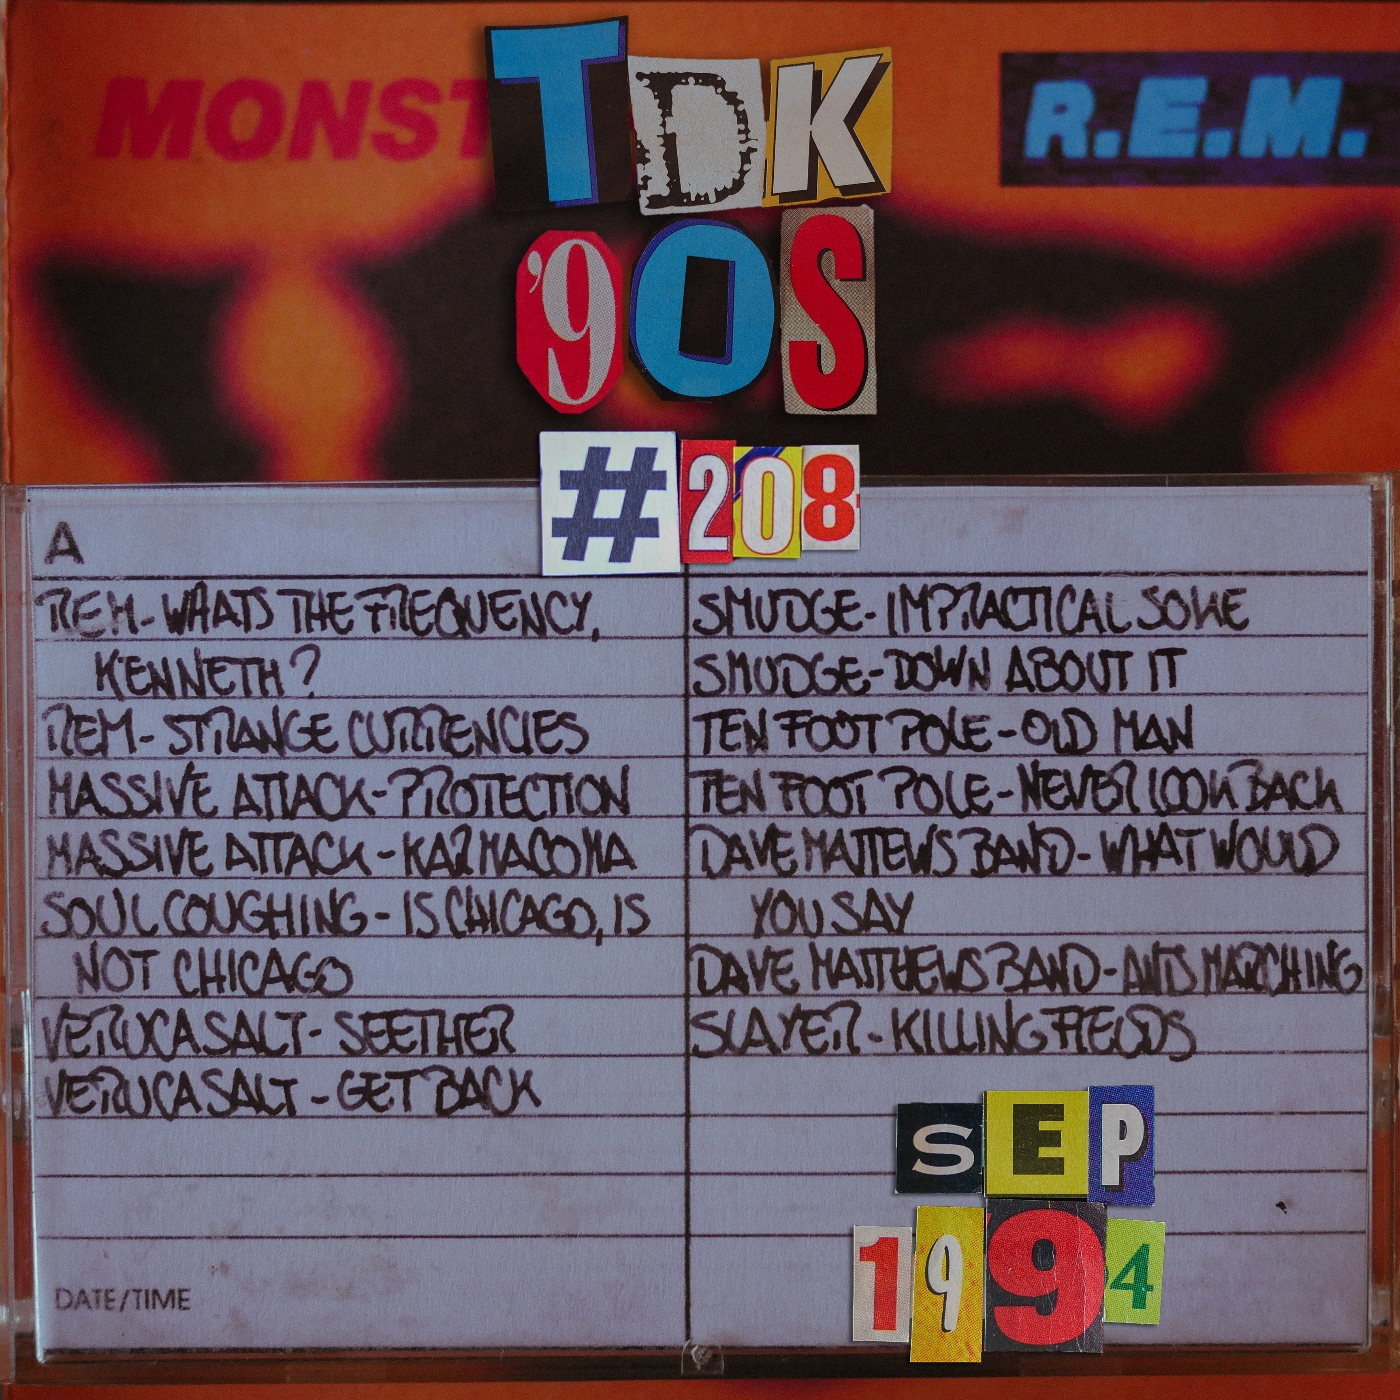 MONST
R.E.M.
TDK
'90S
#208
A
REM - WHATS THE FREQUENCY,
KENNETH?
REM - STRANGE CURRENCIES
MASSIVE ATTACK - PROTECTION
MASSIVE ATTACK - KARMACOMA
SOUL COUGHING - IS CHICAGO, IS
NOT CHICAGO
VERUCA SALT - SEETHER
VERUCA SALT - GET BACK
DATE/TIME
SMUDGE - IMPRACTICAL JOKE
SMUDGE - DOWN ABOUT IT
TEN FOOT POLE - OLD MAN
TEN FOOT POLE - NEVER LOOK BACK
DAVE MATTEWS BAND - WHAT WOULD
YOU SAY
DAVE MATTHEWS BAND - ANTS MARCHING
SLAYER - KILLING FIELDS
SEP
1994